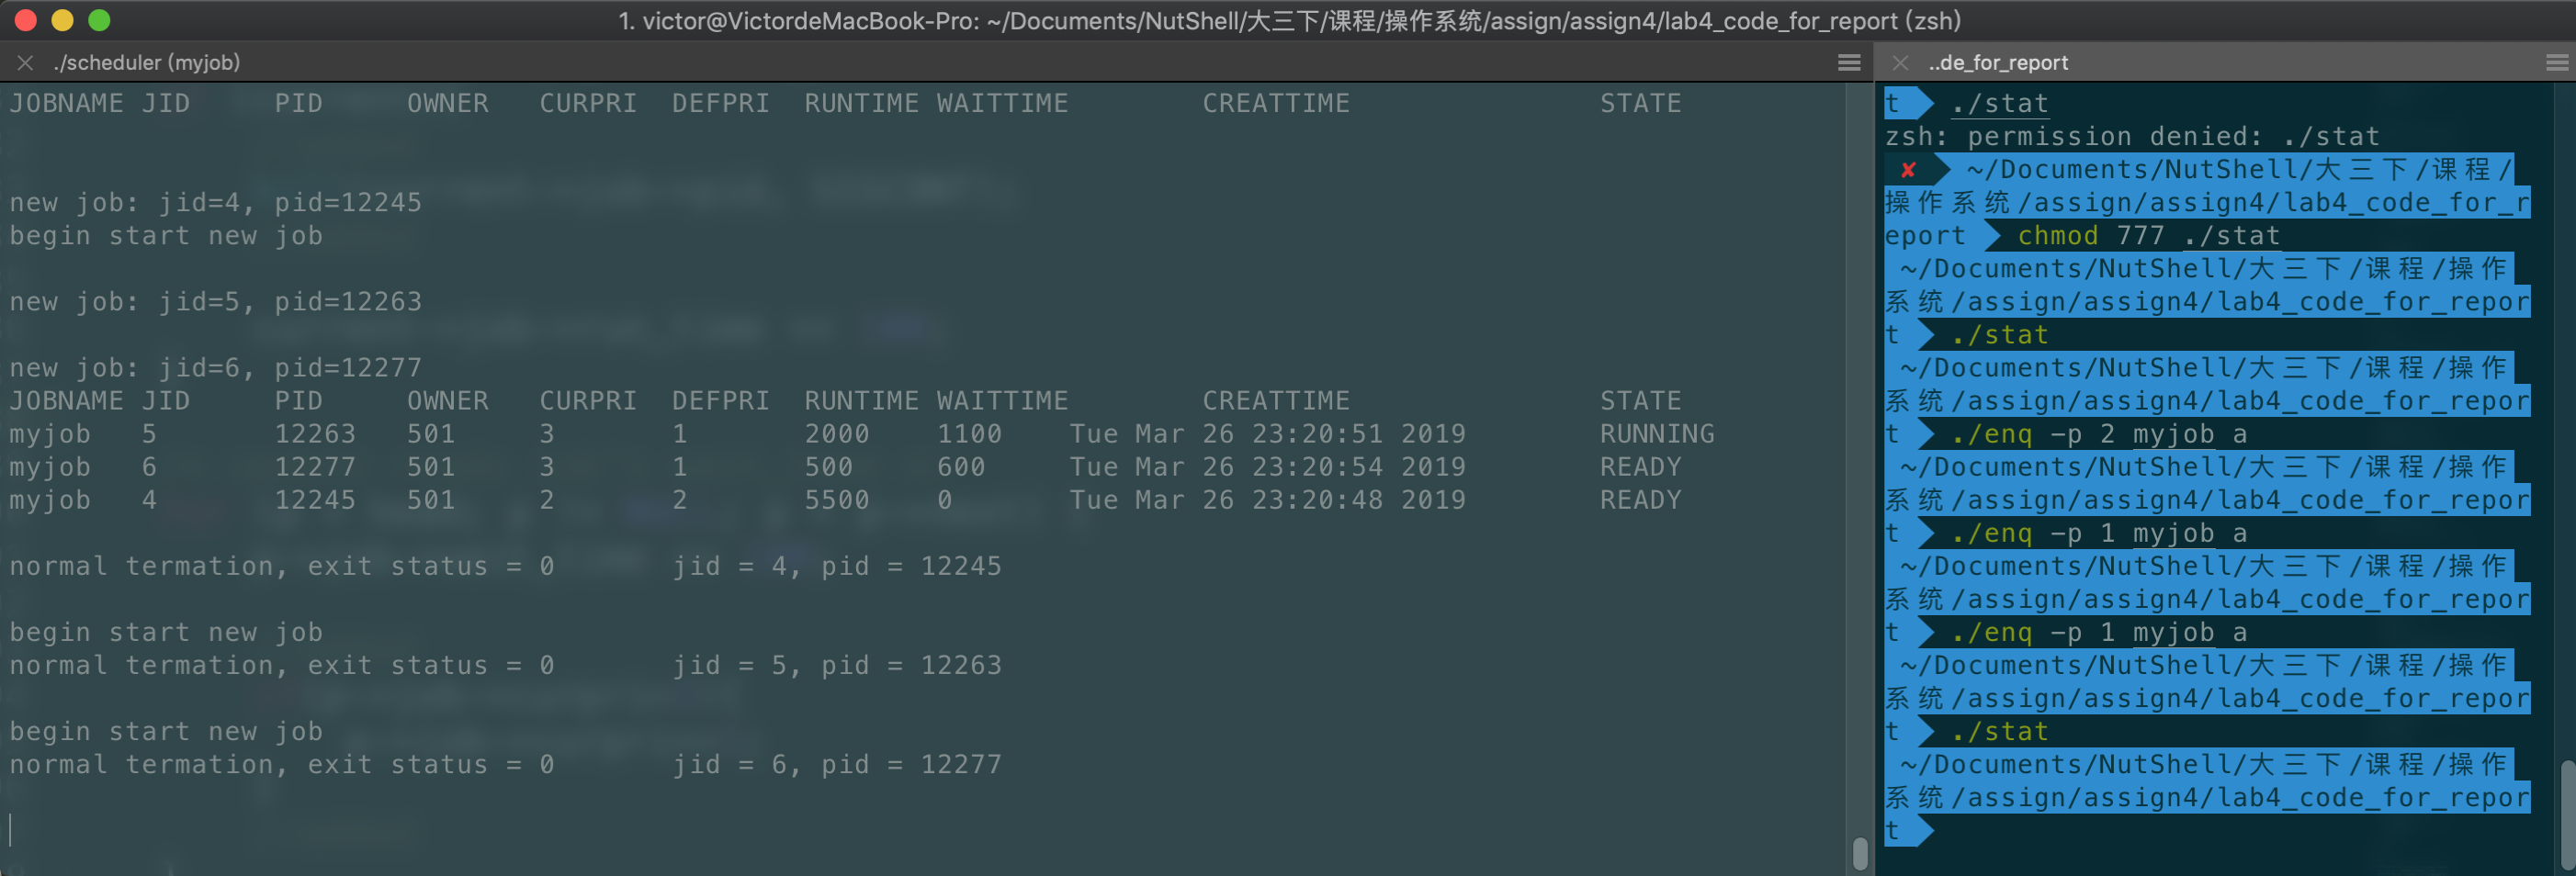 1. victor@VictordeMacBook-Pro: ~/Documents/NutShell/大三下/课程/操作系统/assign/assign4/lab4_code_for_report (zsh)
./scheduler (myjob)
JOBNAME JID PID OWNER CURPRI DEFPRI RUNTIME WAITTIME CREATTIME STATE
new job: jid=4, pid=12245
begin start new job
new job: jid=5, pid=12263
new job: jid=6, pid=12277
JOBNAME JID PID OWNER CURPRI DEFPRI RUNTIME WAITTIME CREATTIME STATE
myjob 5 12263 501 3 1 2000 1100 Tue Mar 26 23:20:51 2019 RUNNING
myjob 6 12277 501 3 1 500 600 Tue Mar 26 23:20:54 2019 READY
myjob 4 12245 501 2 2 5500 0 Tue Mar 26 23:20:48 2019 READY
normal termation, exit status = 0 jid = 4, pid = 12245
begin start new job
normal termation, exit status = 0 jid = 5, pid = 12263
begin start new job
normal termation, exit status = 0 jid = 6, pid = 12277
..de_for_report
t ./stat
zsh: permission denied: ./stat
✘ ~/Documents/NutShell/大三下/课程/
操作系统/assign/assign4/lab4_code_for_r
eport chmod 777 ./stat
~/Documents/NutShell/大三下/课程/操作
系统/assign/assign4/lab4_code_for_repor
t ./stat
~/Documents/NutShell/大三下/课程/操作
系统/assign/assign4/lab4_code_for_repor
t ./enq -p 2 myjob a
~/Documents/NutShell/大三下/课程/操作
系统/assign/assign4/lab4_code_for_repor
t ./enq -p 1 myjob a
~/Documents/NutShell/大三下/课程/操作
系统/assign/assign4/lab4_code_for_repor
t ./enq -p 1 myjob a
~/Documents/NutShell/大三下/课程/操作
系统/assign/assign4/lab4_code_for_repor
t ./stat
~/Documents/NutShell/大三下/课程/操作
系统/assign/assign4/lab4_code_for_repor
t